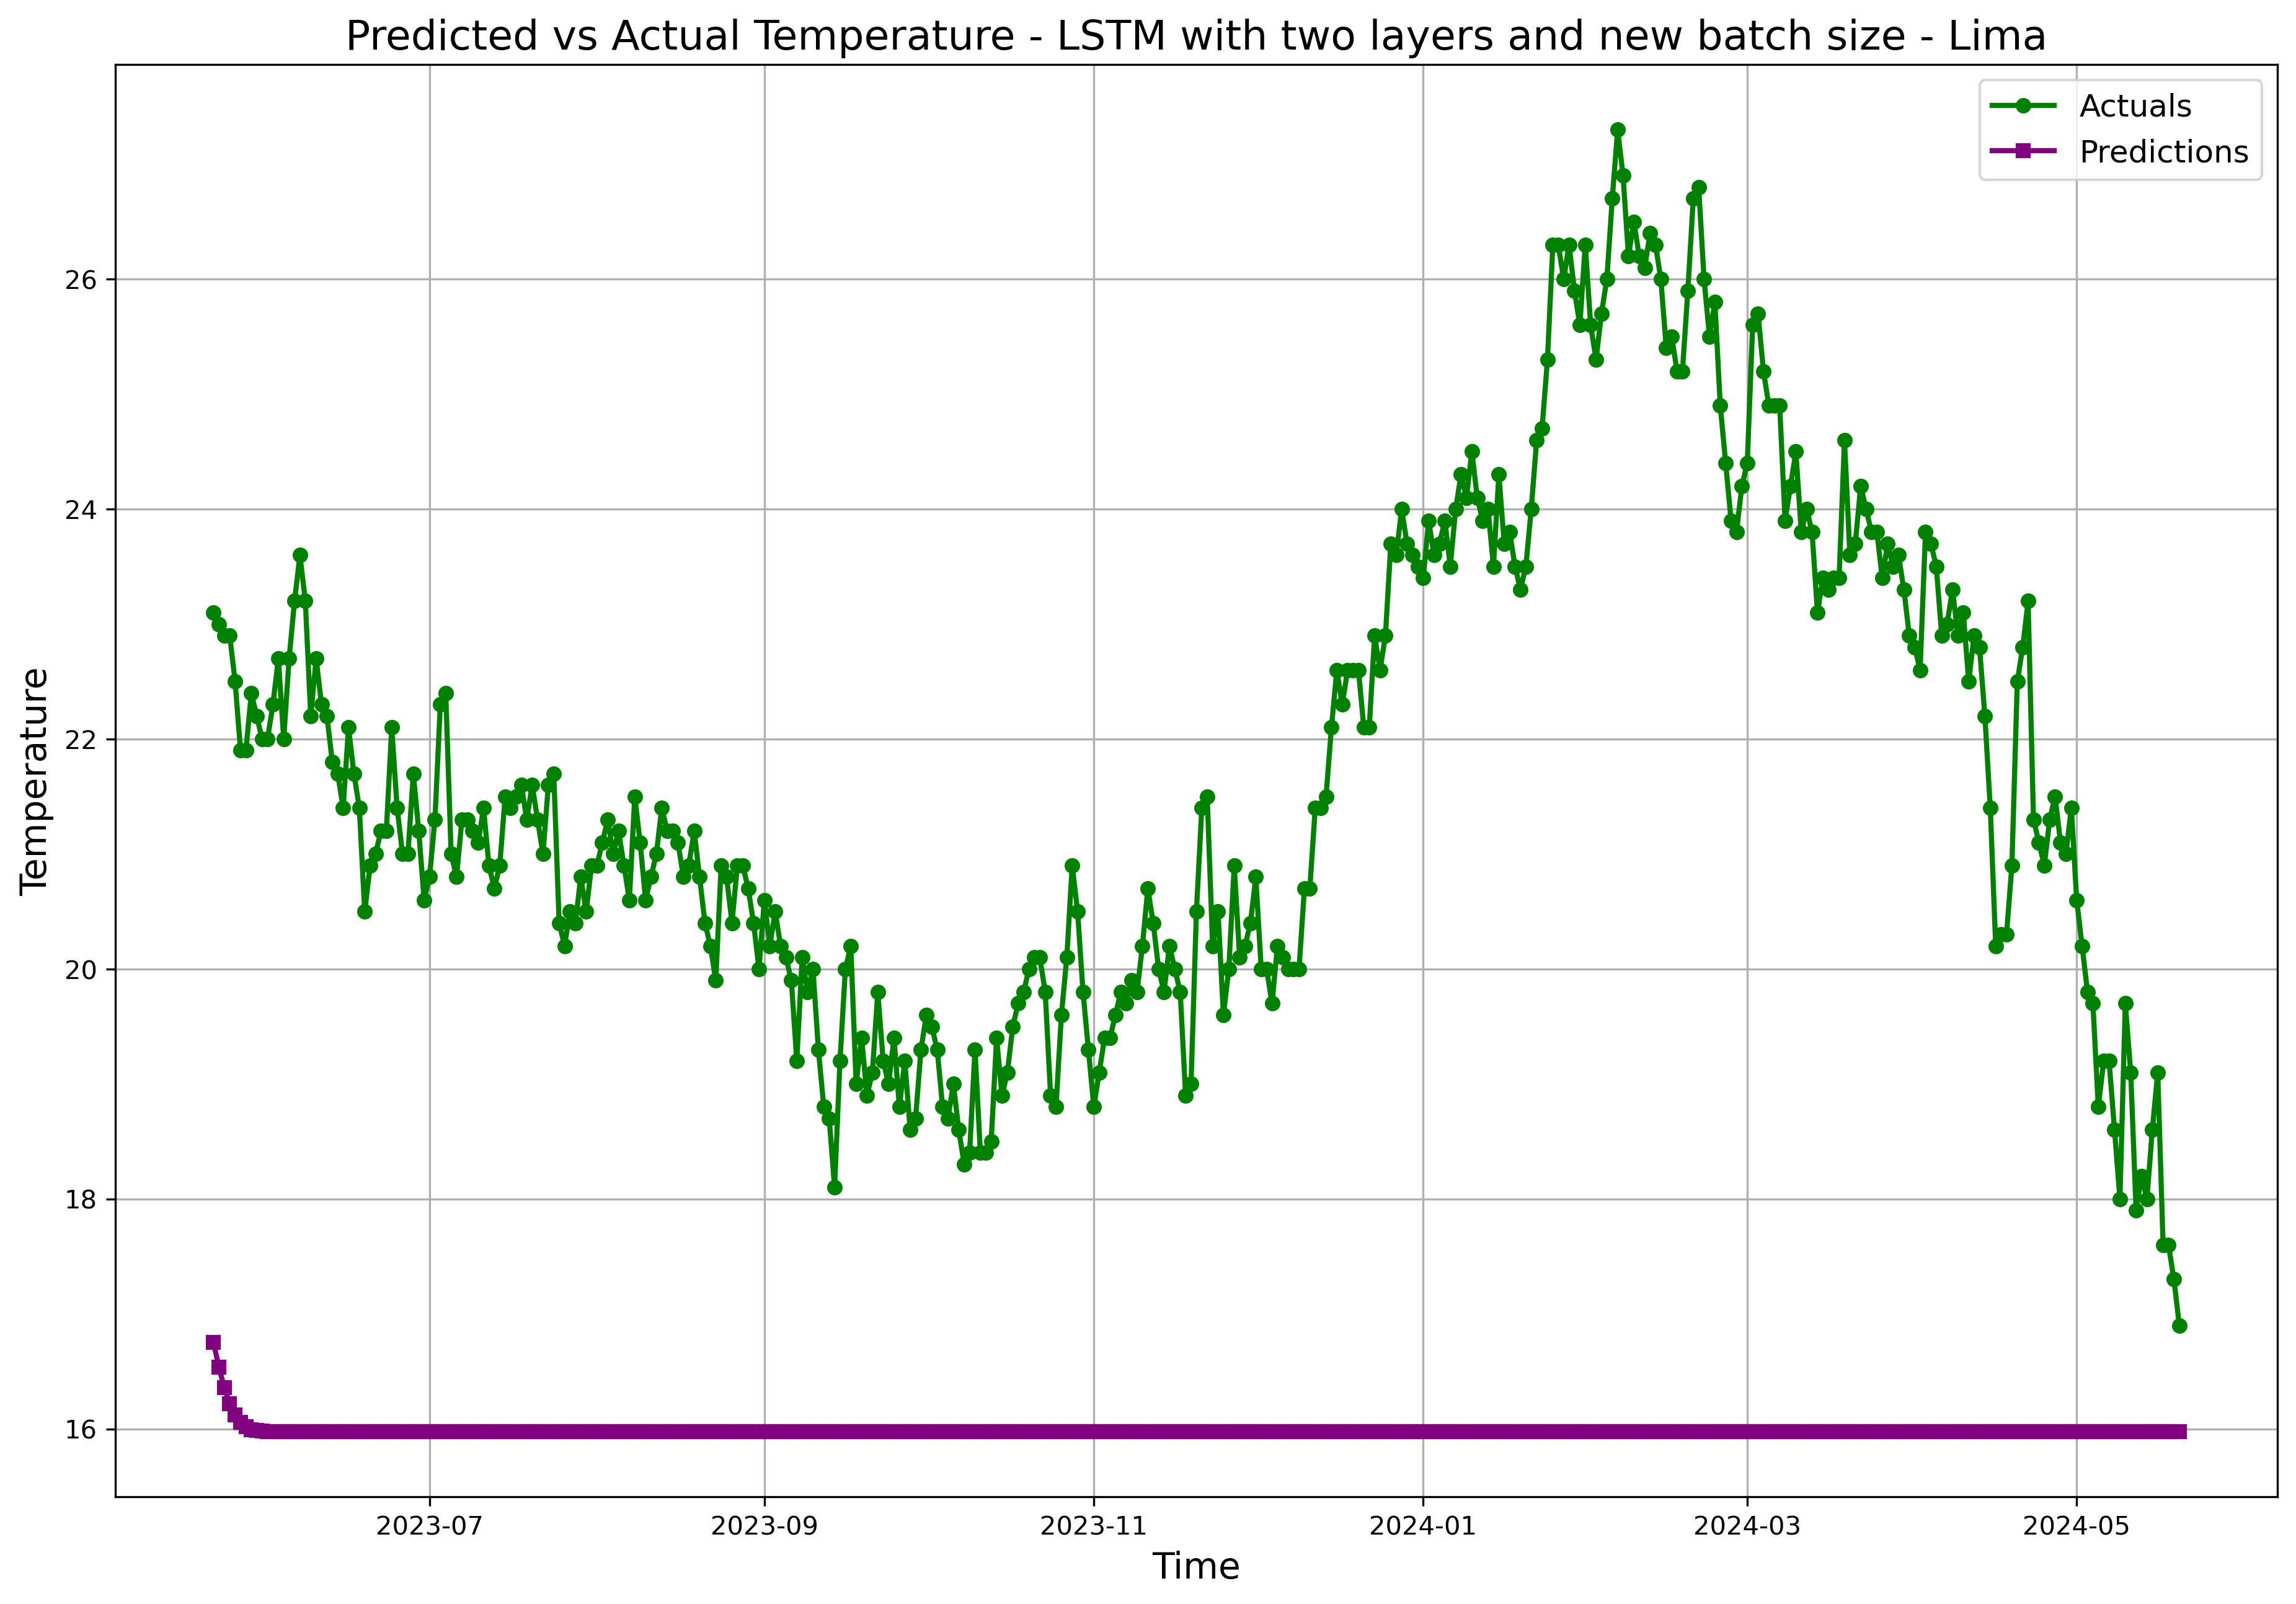 Predicted vs Actual Temperature - LSTM with two layers and new batch size - Lima
Actuals
Predictions
Temperature
26
24
22
20
18
16
2023-07
2023-09
2023-11
2024-01
2024-03
2024-05
Time